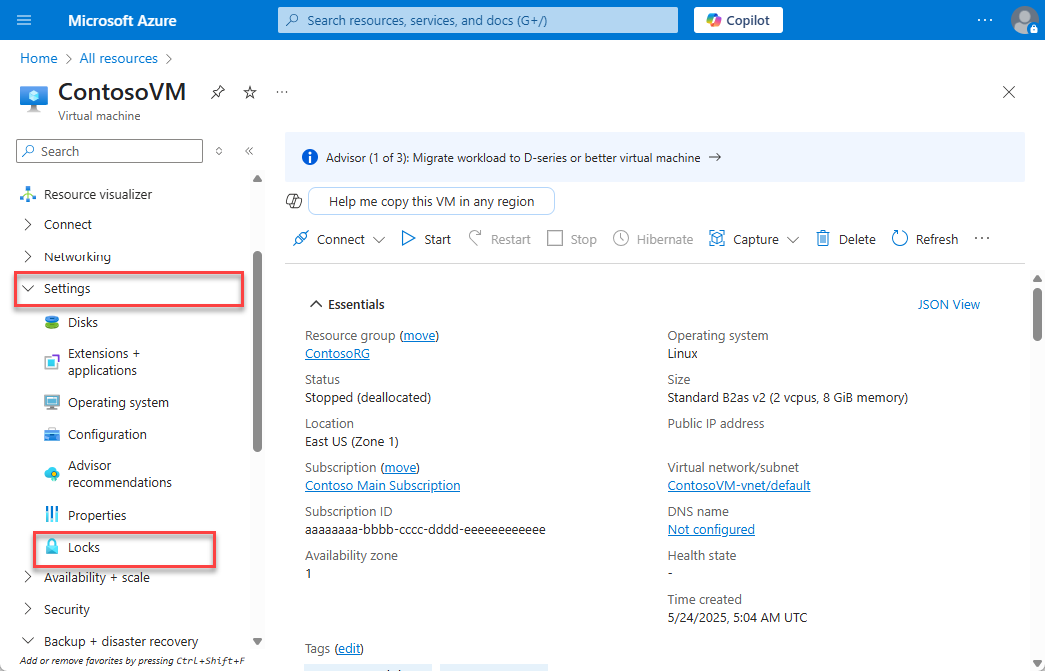 Microsoft Azure
Search resources, services, and docs (G+/)
Copilot
Home > All resources >
ContosoVM
Virtual machine
Search
Resource visualizer
Connect
Networking
Settings
Disks
Extensions +
applications
Operating system
Configuration
Advisor
recommendations
Properties
Locks
Availability + scale
Security
Backup + disaster recovery
Add or remove favorites by pressing Ctrl+Shift+F
Advisor (1 of 3): Migrate workload to D-series or better virtual machine →
Help me copy this VM in any region
Connect Start Restart Stop Hibernate Capture Delete Refresh
Essentials
JSON View
Resource group (move)
ContosoRG
Status
Stopped (deallocated)
Location
East US (Zone 1)
Subscription (move)
Contoso Main Subscription
Subscription ID
aaaaaaaa-bbbb-cccc-dddd-eeeeeeeeeeee
Availability zone
1
Operating system
Linux
Size
Standard B2as v2 (2 vcpus, 8 GiB memory)
Public IP address
Virtual network/subnet
ContosoVM-vnet/default
DNS name
Not configured
Health state
-
Time created
5/24/2025, 5:04 AM UTC
Tags (edit)